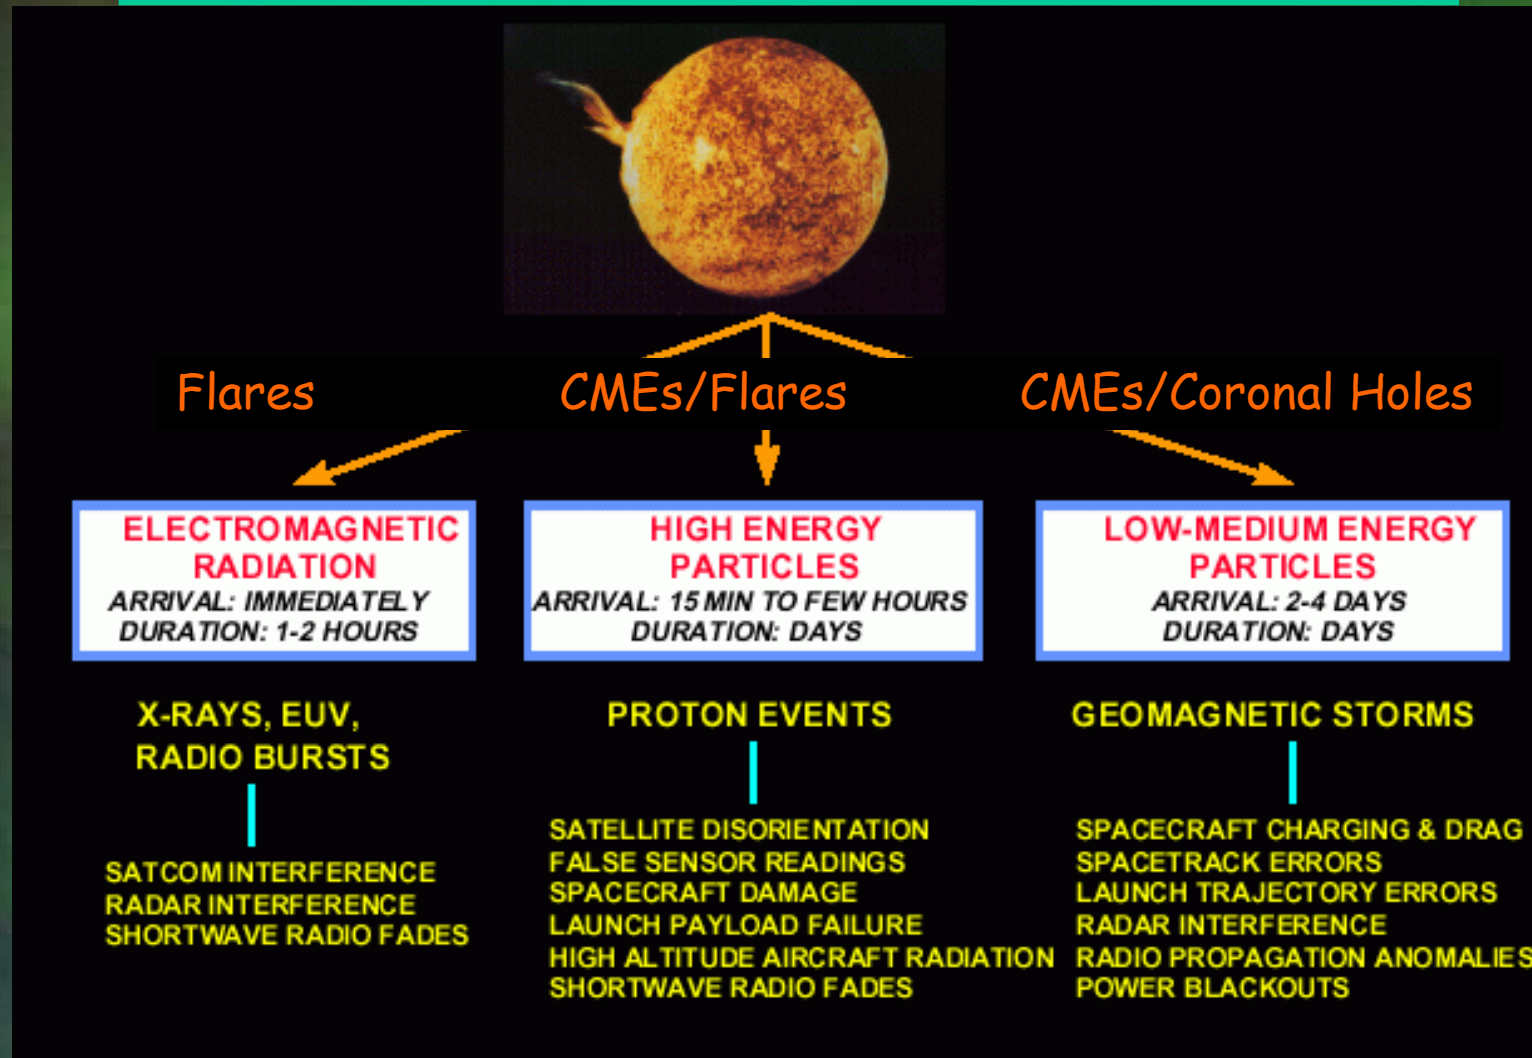 Flares
CMEs/Flares
CMEs/Coronal Holes
ELECTROMAGNETIC
RADIATION
ARRIVAL: IMMEDIATELY
DURATION: 1-2 HOURS
HIGH ENERGY
PARTICLES
ARRIVAL: 15 MIN TO FEW HOURS
DURATION: DAYS
LOW-MEDIUM ENERGY
PARTICLES
ARRIVAL: 2-4 DAYS
DURATION: DAYS
X-RAYS, EUV,
RADIO BURSTS
SATCOM INTERFERENCE
RADAR INTERFERENCE
SHORTWAVE RADIO FADES
PROTON EVENTS
SATELLITE DISORIENTATION
FALSE SENSOR READINGS
SPACECRAFT DAMAGE
LAUNCH PAYLOAD FAILURE
HIGH ALTITUDE AIRCRAFT RADIATION
SHORTWAVE RADIO FADES
GEOMAGNETIC STORMS
SPACECRAFT CHARGING & DRAG
SPACETRACK ERRORS
LAUNCH TRAJECTORY ERRORS
RADAR INTERFERENCE
RADIO PROPAGATION ANOMALIES
POWER BLACKOUTS